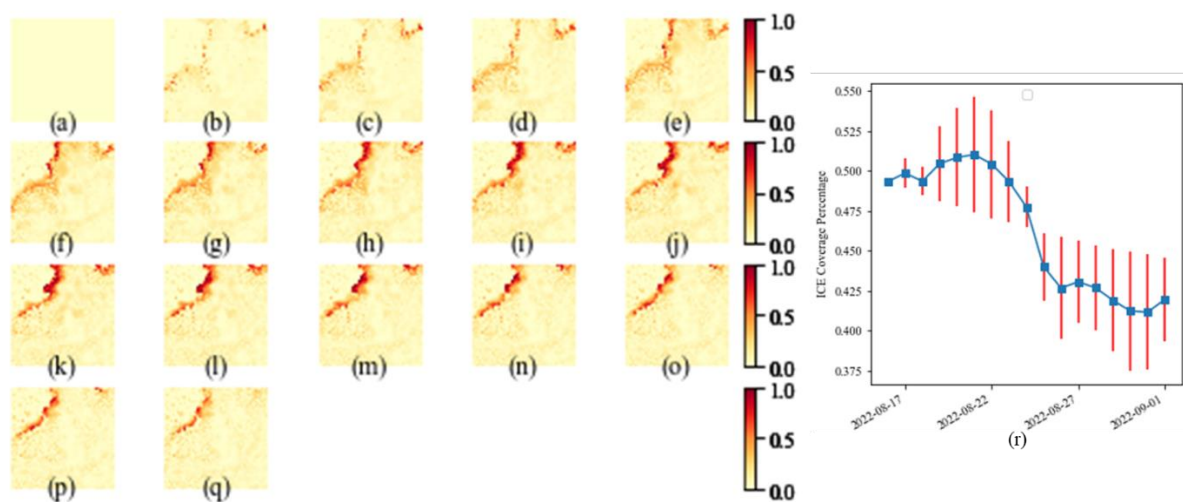 1.0
0.5
0.0
(a) (b) (c) (d) (e)
1.0
0.5
0.0
(f) (g) (h) (i) (j)
1.0
0.5
0.0
(k) (l) (m) (n) (o)
1.0
0.5
0.0
(p) (q)
ICE Coverage Percentage
0.550
0.525
0.500
0.475
0.450
0.425
0.400
0.375
2022-08-17 2022-08-22 2022-08-27 2022-09-01
(r)